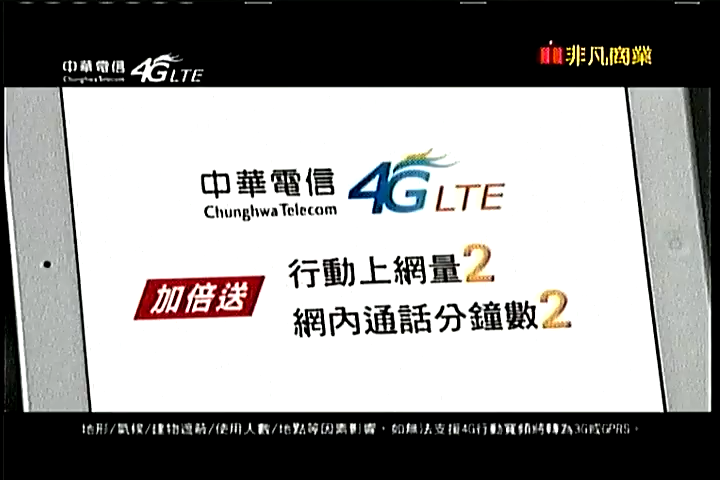 中華電信 4G LTE
Chunghwa Telecom
非凡商業
中華電信 4G LTE
Chunghwa Telecom
加倍送
行動上網量2
網內通話分鐘數2
地形/氣候/建物遮蔽/使用人數/地點等因素影響，如無法支援4G行動寬頻將轉為3G或GPRS。